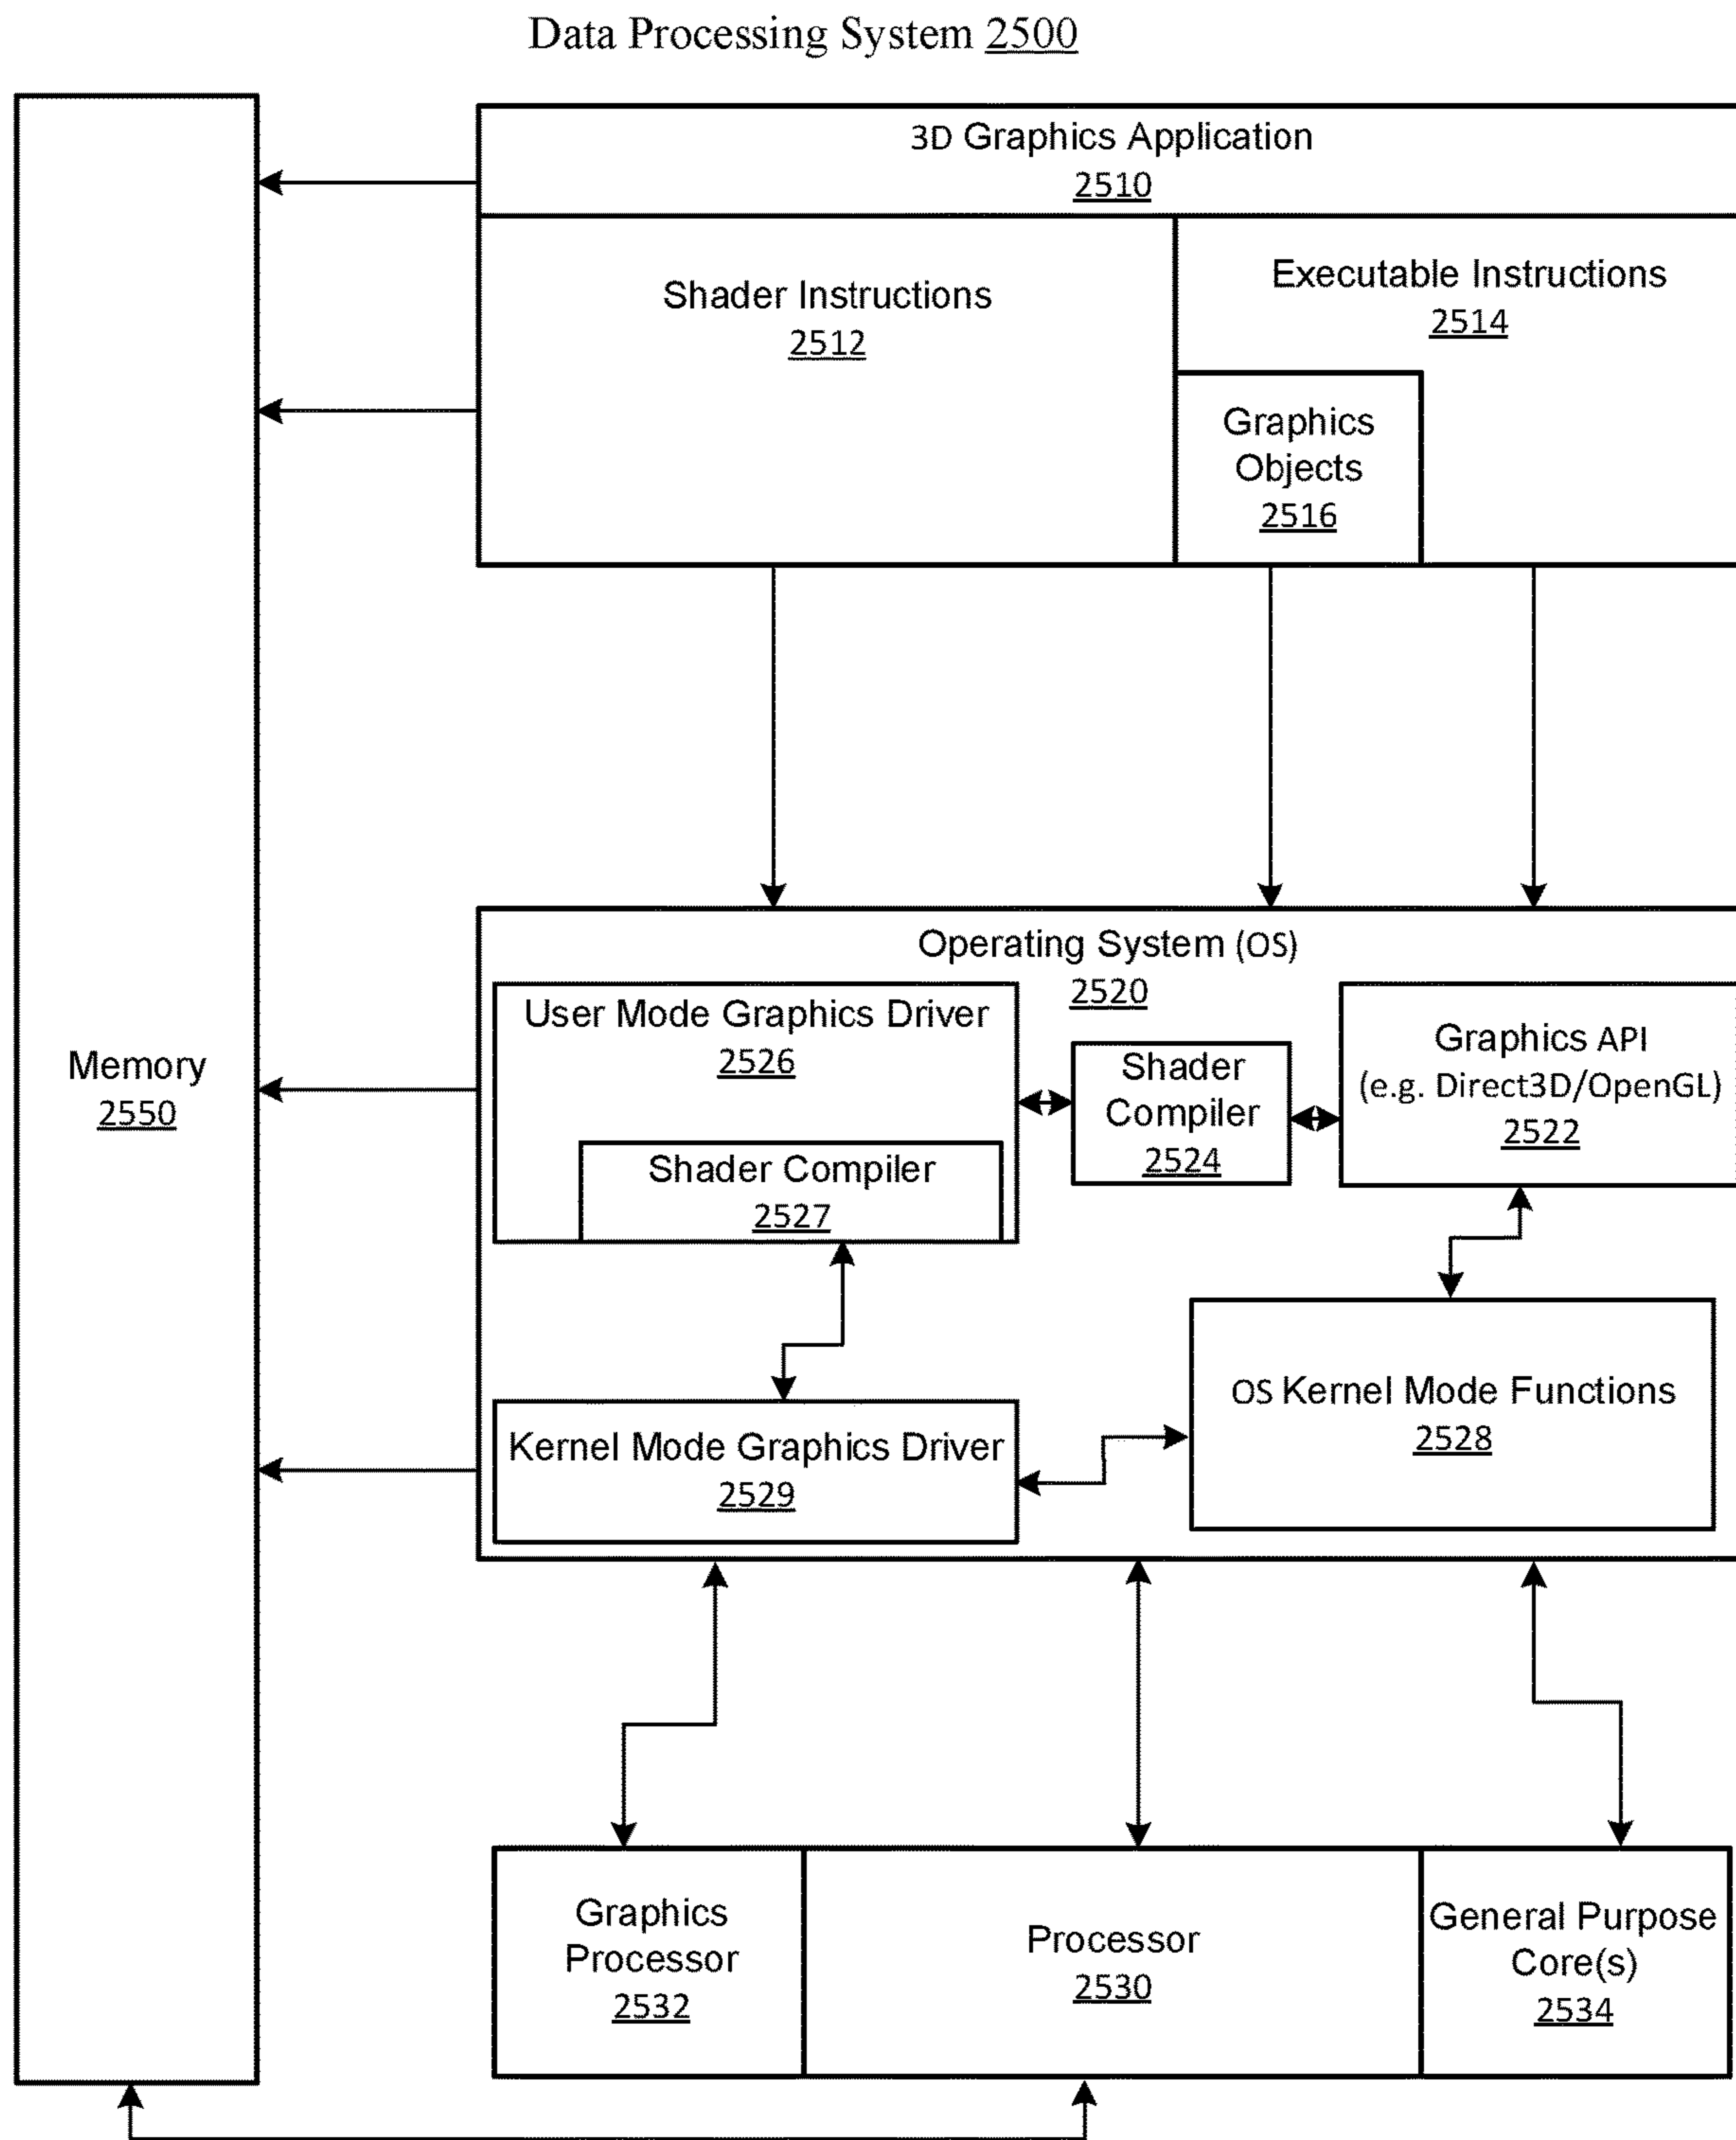 Data Processing System 2500
3D Graphics Application
2510
Shader Instructions
2512
Executable Instructions
2514
Graphics
Objects
2516
Operating System (OS)
2520
User Mode Graphics Driver
2526
Shader Compiler
2527
Shader
Compiler
2524
Graphics API
(e.g. Direct3D/OpenGL)
2522
Memory
2550
Kernel Mode Graphics Driver
2529
OS Kernel Mode Functions
2528
Graphics
Processor
2532
Processor
2530
General Purpose
Core(s)
2534